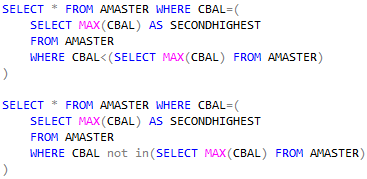 SELECT * FROM AMASTER WHERE CBAL=(
SELECT MAX(CBAL) AS SECONDHIGHEST
FROM AMASTER
WHERE CBAL<(SELECT MAX(CBAL) FROM AMASTER)
)
SELECT * FROM AMASTER WHERE CBAL=(
SELECT MAX(CBAL) AS SECONDHIGHEST
FROM AMASTER
WHERE CBAL not in(SELECT MAX(CBAL) FROM AMASTER)
)